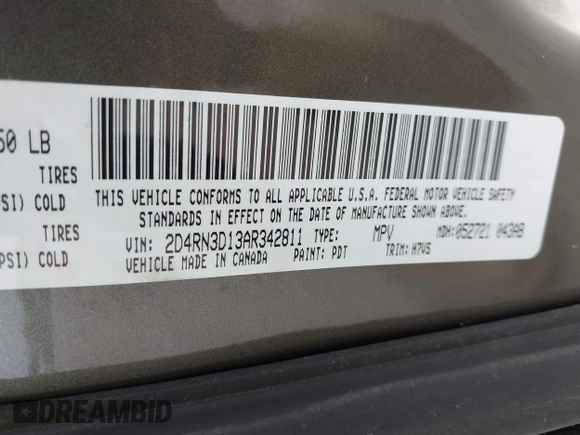 50 LB
TIRES
PSI) COLD
TIRES
PSI) COLD
THIS VEHICLE CONFORMS TO ALL APPLICABLE U.S.A. FEDERAL MOTOR VEHICLE SAFETY
STANDARDS IN EFFECT ON THE DATE OF MANUFACTURE SHOWN ABOVE.
VIN: 2D4RN3D13AR342811 TYPE: MPV MDH: 052721 043AB
VEHICLE MADE IN CANADA PAINT: PDT TRIM: H7VS
DREAMBID